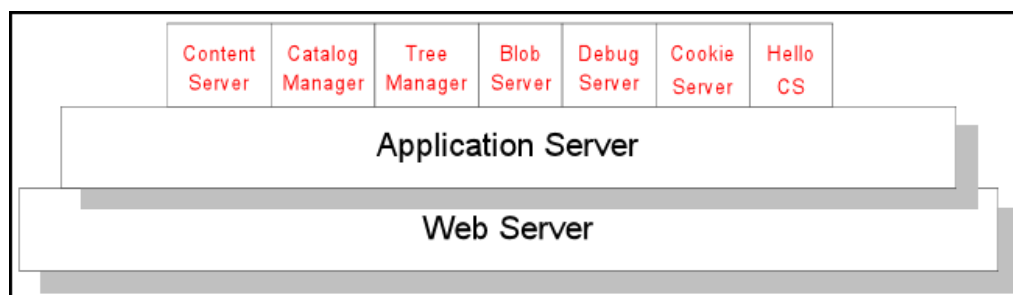 Content Server
Catalog Manager
Tree Manager
Blob Server
Debug Server
Cookie Server
Hello CS
Application Server
Web Server